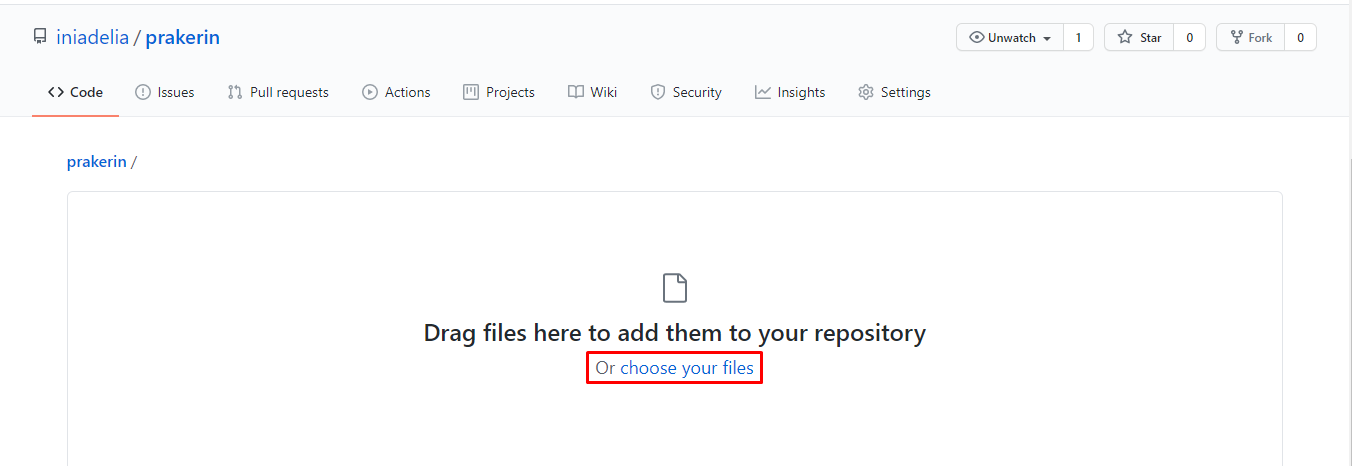 iniadelia / prakerin
Unwatch 1 Star 0 Fork 0
Code Issues Pull requests Actions Projects Wiki Security Insights Settings
prakerin /
Drag files here to add them to your repository
Or choose your files